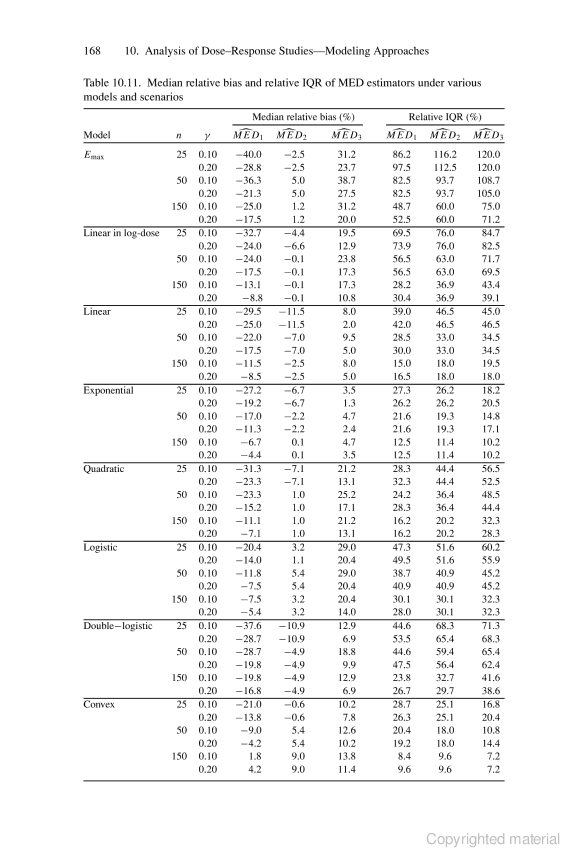 168 10. Analysis of Dose–Response Studies—Modeling Approaches
Table 10.11. Median relative bias and relative IQR of MED estimators under various
models and scenarios
Median relative bias (%) Relative IQR (%)
Model n γ M̂ED₁ M̂ED₂ M̂ED₃ M̂ED₁ M̂ED₂ M̂ED₃
Emax 25 0.10 −40.0 −2.5 31.2 86.2 116.2 120.0
0.20 −28.8 −2.5 23.7 97.5 112.5 120.0
50 0.10 −36.3 5.0 38.7 82.5 93.7 108.7
0.20 −21.3 5.0 27.5 82.5 93.7 105.0
150 0.10 −25.0 1.2 31.2 48.7 60.0 75.0
0.20 −17.5 1.2 20.0 52.5 60.0 71.2
Linear in log-dose 25 0.10 −32.7 −4.4 19.5 69.5 76.0 84.7
0.20 −24.0 −6.6 12.9 73.9 76.0 82.5
50 0.10 −24.0 −0.1 23.8 56.5 63.0 71.7
0.20 −17.5 −0.1 17.3 56.5 63.0 69.5
150 0.10 −13.1 −0.1 17.3 28.2 36.9 43.4
0.20 −8.8 −0.1 10.8 30.4 36.9 39.1
Linear 25 0.10 −29.5 −11.5 8.0 39.0 46.5 45.0
0.20 −25.0 −11.5 2.0 42.0 46.5 46.5
50 0.10 −22.0 −7.0 9.5 28.5 33.0 34.5
0.20 −17.5 −7.0 5.0 30.0 33.0 34.5
150 0.10 −11.5 −2.5 8.0 15.0 18.0 19.5
0.20 −8.5 −2.5 5.0 16.5 18.0 18.0
Exponential 25 0.10 −27.2 −6.7 3.5 27.3 26.2 18.2
0.20 −19.2 −6.7 1.3 26.2 26.2 20.5
50 0.10 −17.0 −2.2 4.7 21.6 19.3 14.8
0.20 −11.3 −2.2 2.4 21.6 19.3 17.1
150 0.10 −6.7 0.1 4.7 12.5 11.4 10.2
0.20 −4.4 0.1 3.5 12.5 11.4 10.2
Quadratic 25 0.10 −31.3 −7.1 21.2 28.3 44.4 56.5
0.20 −23.3 −7.1 13.1 32.3 44.4 52.5
50 0.10 −23.3 1.0 25.2 24.2 36.4 48.5
0.20 −15.2 1.0 17.1 28.3 36.4 44.4
150 0.10 −11.1 1.0 21.2 16.2 20.2 32.3
0.20 −7.1 1.0 13.1 16.2 20.2 28.3
Logistic 25 0.10 −20.4 3.2 29.0 47.3 51.6 60.2
0.20 −14.0 1.1 20.4 49.5 51.6 55.9
50 0.10 −11.8 5.4 29.0 38.7 40.9 45.2
0.20 −7.5 5.4 20.4 40.9 40.9 45.2
150 0.10 −7.5 3.2 20.4 30.1 30.1 32.3
0.20 −5.4 3.2 14.0 28.0 30.1 32.3
Double−logistic 25 0.10 −37.6 −10.9 12.9 44.6 68.3 71.3
0.20 −28.7 −10.9 6.9 53.5 65.4 68.3
50 0.10 −28.7 −4.9 18.8 44.6 59.4 65.4
0.20 −19.8 −4.9 9.9 47.5 56.4 62.4
150 0.10 −19.8 −4.9 12.9 23.8 32.7 41.6
0.20 −16.8 −4.9 6.9 26.7 29.7 38.6
Convex 25 0.10 −21.0 −0.6 10.2 28.7 25.1 16.8
0.20 −13.8 −0.6 7.8 26.3 25.1 20.4
50 0.10 −9.0 5.4 12.6 20.4 18.0 10.8
0.20 −4.2 5.4 10.2 19.2 18.0 14.4
150 0.10 1.8 9.0 13.8 8.4 9.6 7.2
0.20 4.2 9.0 11.4 9.6 9.6 7.2
Copyrighted material